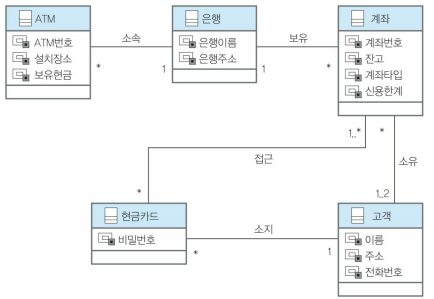 ATM
ATM번호
설치장소
보유현금
소속
*
1
은행
은행이름
은행주소
보유
1
*
계좌
계좌번호
잔고
계좌타입
신용한계
1..*
*
접근
소유
*
1..2
현금카드
비밀번호
소지
*
1
고객
이름
주소
전화번호